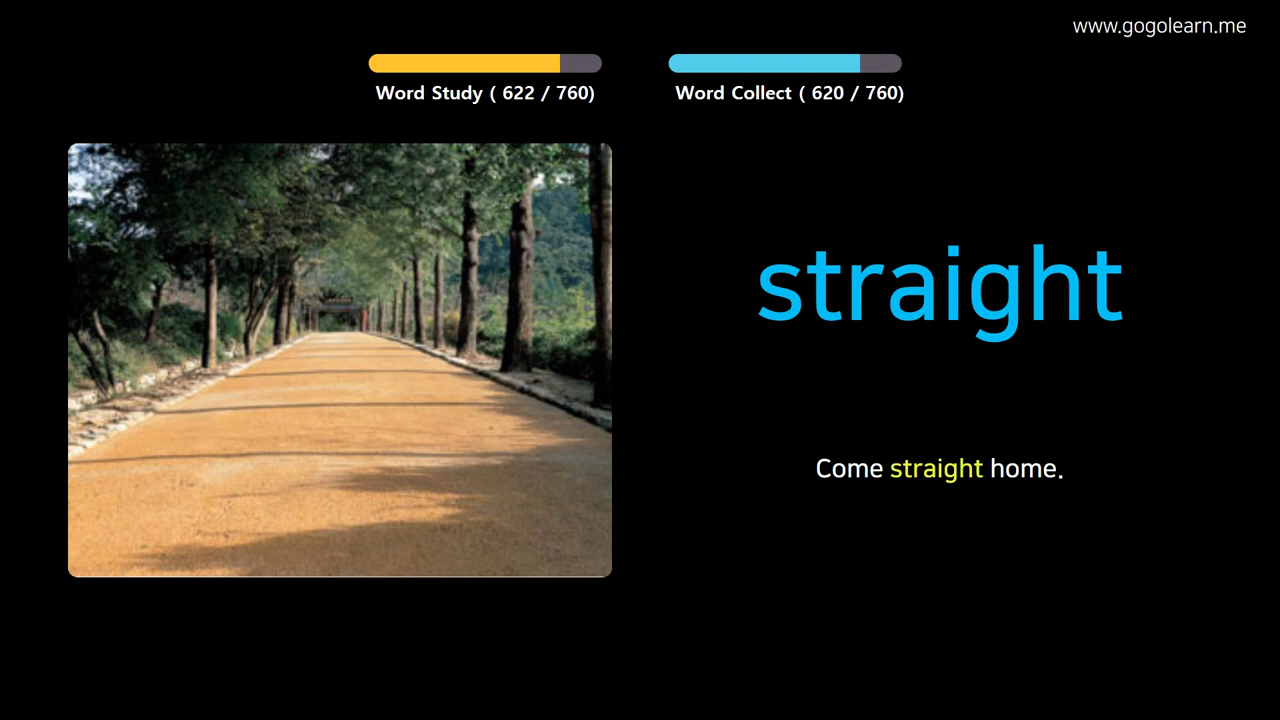 www.gogolearn.me
Word Study ( 622 / 760)
Word Collect ( 620 / 760)
straight
Come straight home.